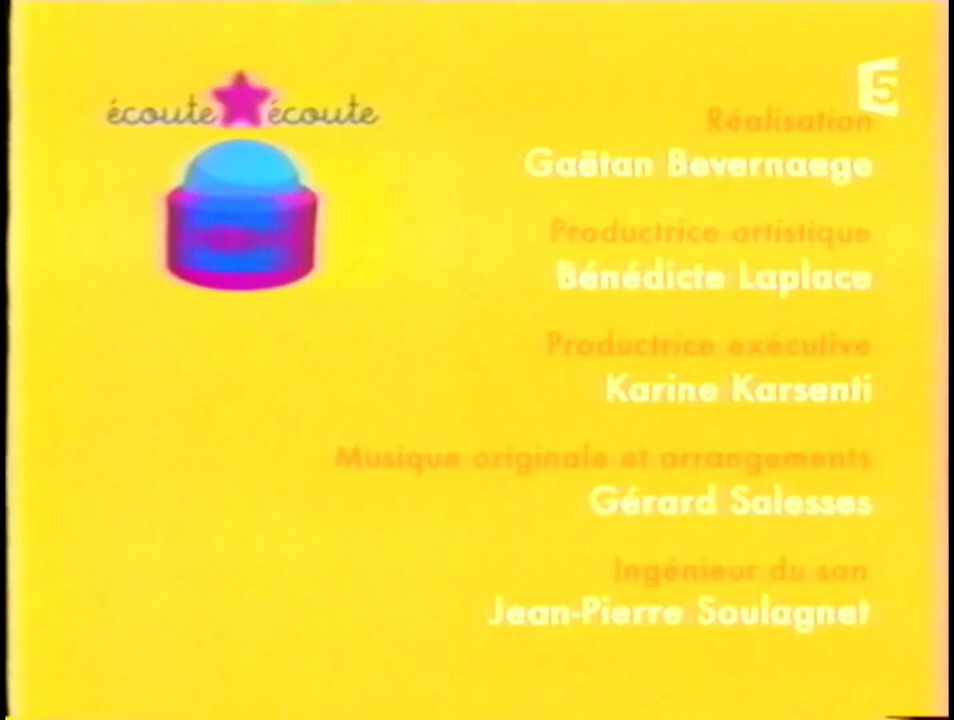 écoute écoute
5
Réalisation
Gaëtan Bevernaege
Productrice artistique
Bénédicte Laplace
Productrice exécutive
Karine Karsenti
Musique originale et arrangements
Gérard Salesses
Ingénieur du son
Jean-Pierre Soulagnet